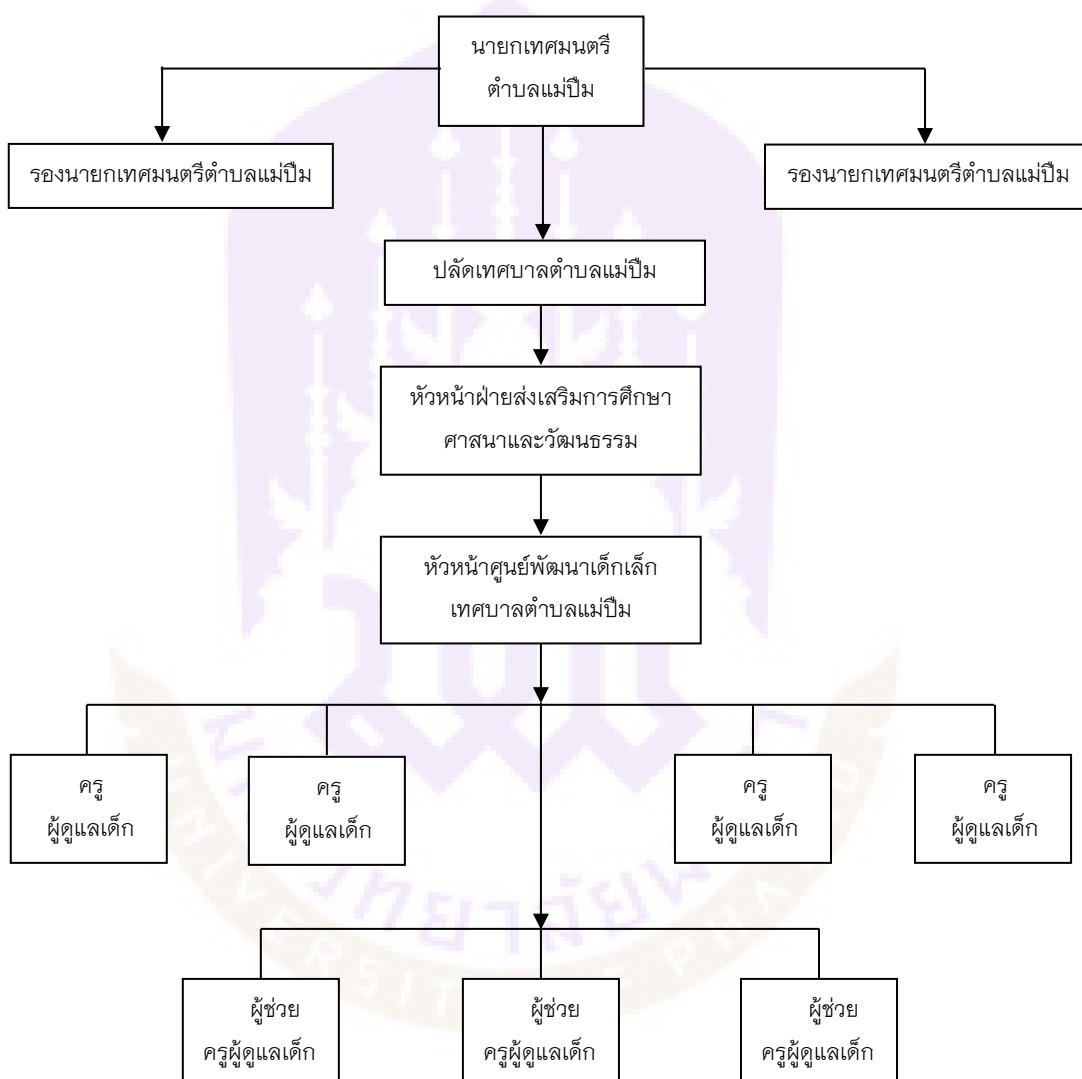 นายกเทศมนตรี
ตำบลแม่ปืม
รองนายกเทศมนตรีตำบลแม่ปืม
รองนายกเทศมนตรีตำบลแม่ปืม
ปลัดเทศบาลตำบลแม่ปืม
หัวหน้าฝ่ายส่งเสริมการศึกษา
ศาสนาและวัฒนธรรม
หัวหน้าศูนย์พัฒนาเด็กเล็ก
เทศบาลตำบลแม่ปืม
ครู
ผู้ดูแลเด็ก
ครู
ผู้ดูแลเด็ก
ครู
ผู้ดูแลเด็ก
ครู
ผู้ดูแลเด็ก
ผู้ช่วย
ครูผู้ดูแลเด็ก
ผู้ช่วย
ครูผู้ดูแลเด็ก
ผู้ช่วย
ครูผู้ดูแลเด็ก